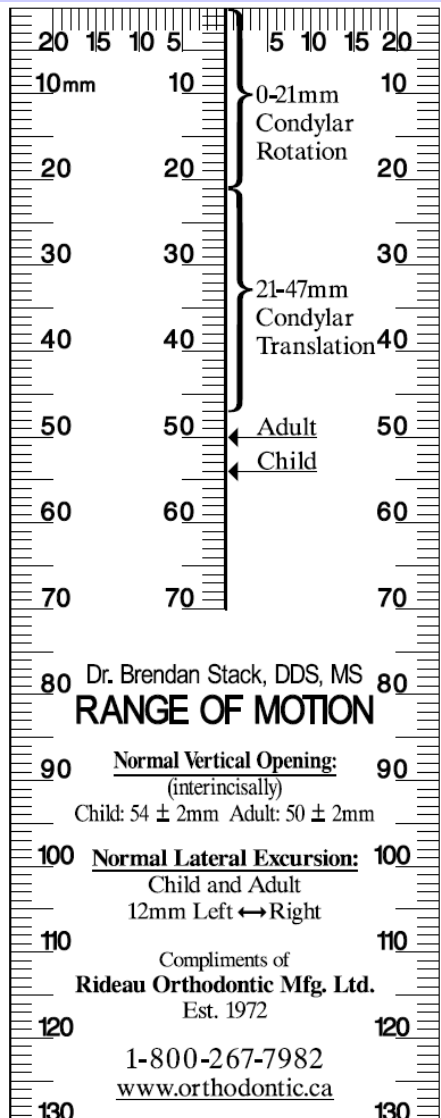 20 15 10 5 5 10 15 20
10mm 10 0-21mm 10
Condylar
Rotation
20 20 20
30 30 30
21-47mm
Condylar
40 40 Translation 40
50 50 Adult 50
Child
60 60 60
70 70 70
Dr. Brendan Stack, DDS, MS
80 80
RANGE OF MOTION
Normal Vertical Opening:
90 90
(interincisally)
Child: 54 ± 2mm Adult: 50 ± 2mm
100 Normal Lateral Excursion: 100
Child and Adult
12mm Left ↔ Right
110 110
Compliments of
Rideau Orthodontic Mfg. Ltd.
Est. 1972
120 120
1-800-267-7982
www.orthodontic.ca
130 130